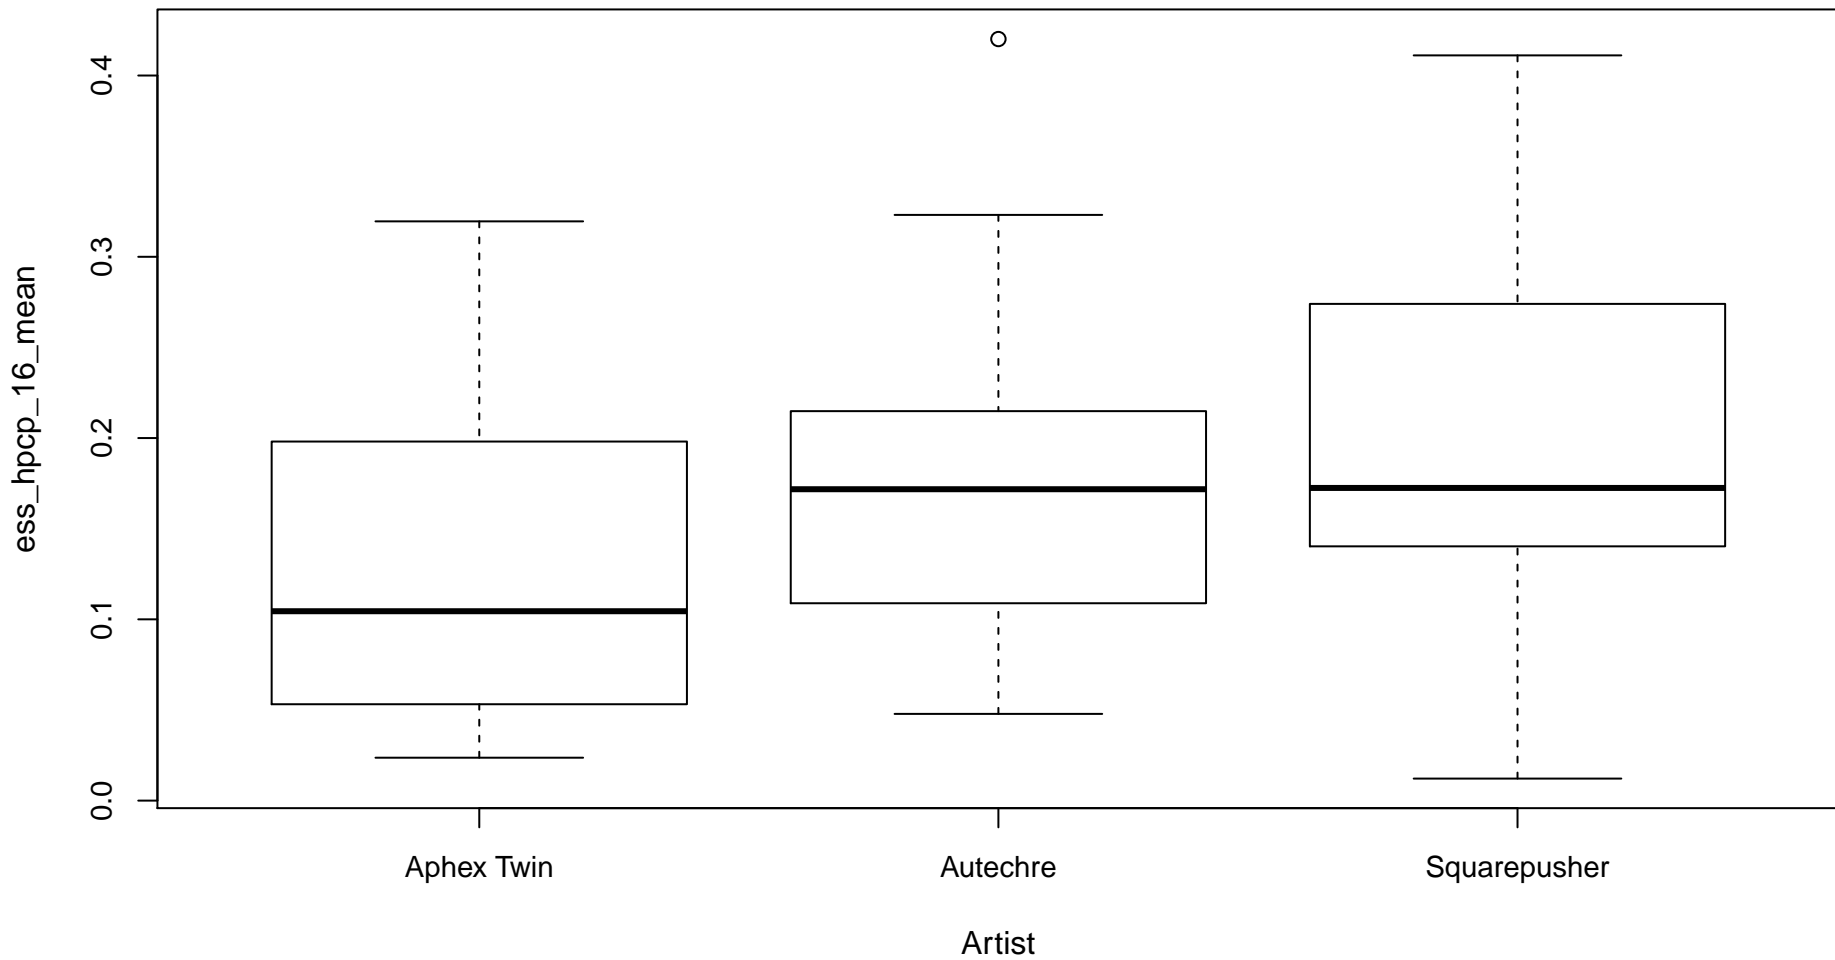 ess_hpcp_16_mean
0.4
0.3
0.2
0.1
0.0
Aphex Twin
Autechre
Squarepusher
Artist